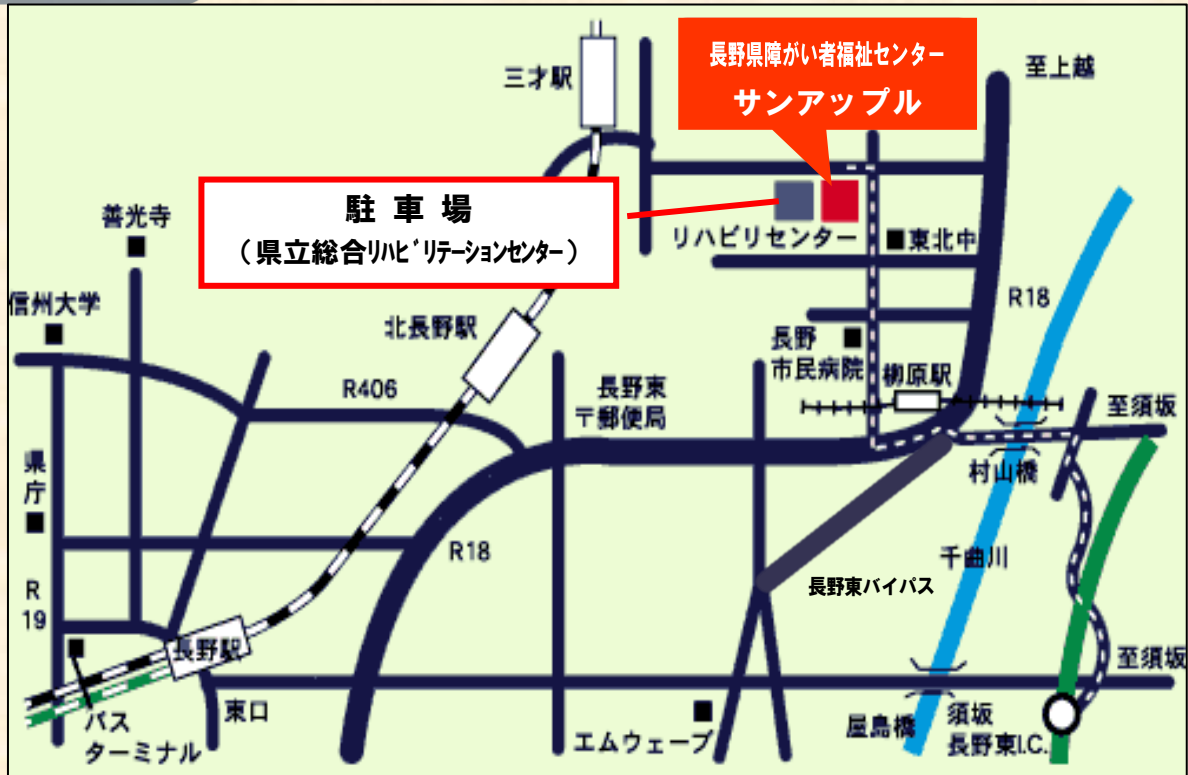 長野県障がい者福祉センター
サンアップル
三才駅
至上越
駐車場
(県立総合リハビリテーションセンター)
善光寺
リハビリセンター
東北中
信州大学
R18
北長野駅
長野
市民病院
柳原駅
R406
長野東
〒郵便局
至須坂
県
庁
村山橋
R18
千曲川
長野東バイパス
R
19
長野駅
至須坂
東口
バス
ターミナル
エムウェーブ
屋島橋
須坂
長野東I.C.